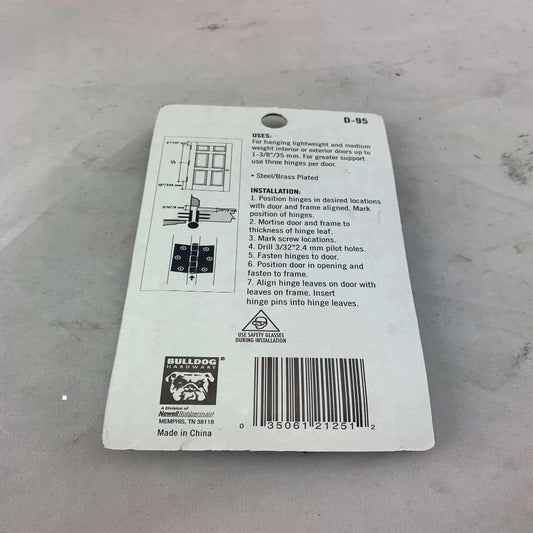 D-95
USES:
For hanging lightweight and medium
weight interior or exterior doors up to
1-3/8"/35 mm. For greater support
use three hinges per door.
• Steel/Brass Plated
INSTALLATION:
1. Position hinges in desired locations
with door and frame aligned. Mark
position of hinges.
2. Mortise door and frame to
thickness of hinge leaf.
3. Mark screw locations.
4. Drill 3/32"2.4 mm pilot holes.
5. Fasten hinges to door.
6. Position door in opening and
fasten to frame.
7. Align hinge leaves on door with
leaves on frame. Insert
hinge pins into hinge leaves.
USE SAFETY GLASSES
DURING INSTALLATION
BULLDOG
HARDWARE
®
A Division of
NewellRubbermaid
MEMPHIS, TN 38118
Made in China
0 35061 21251 2